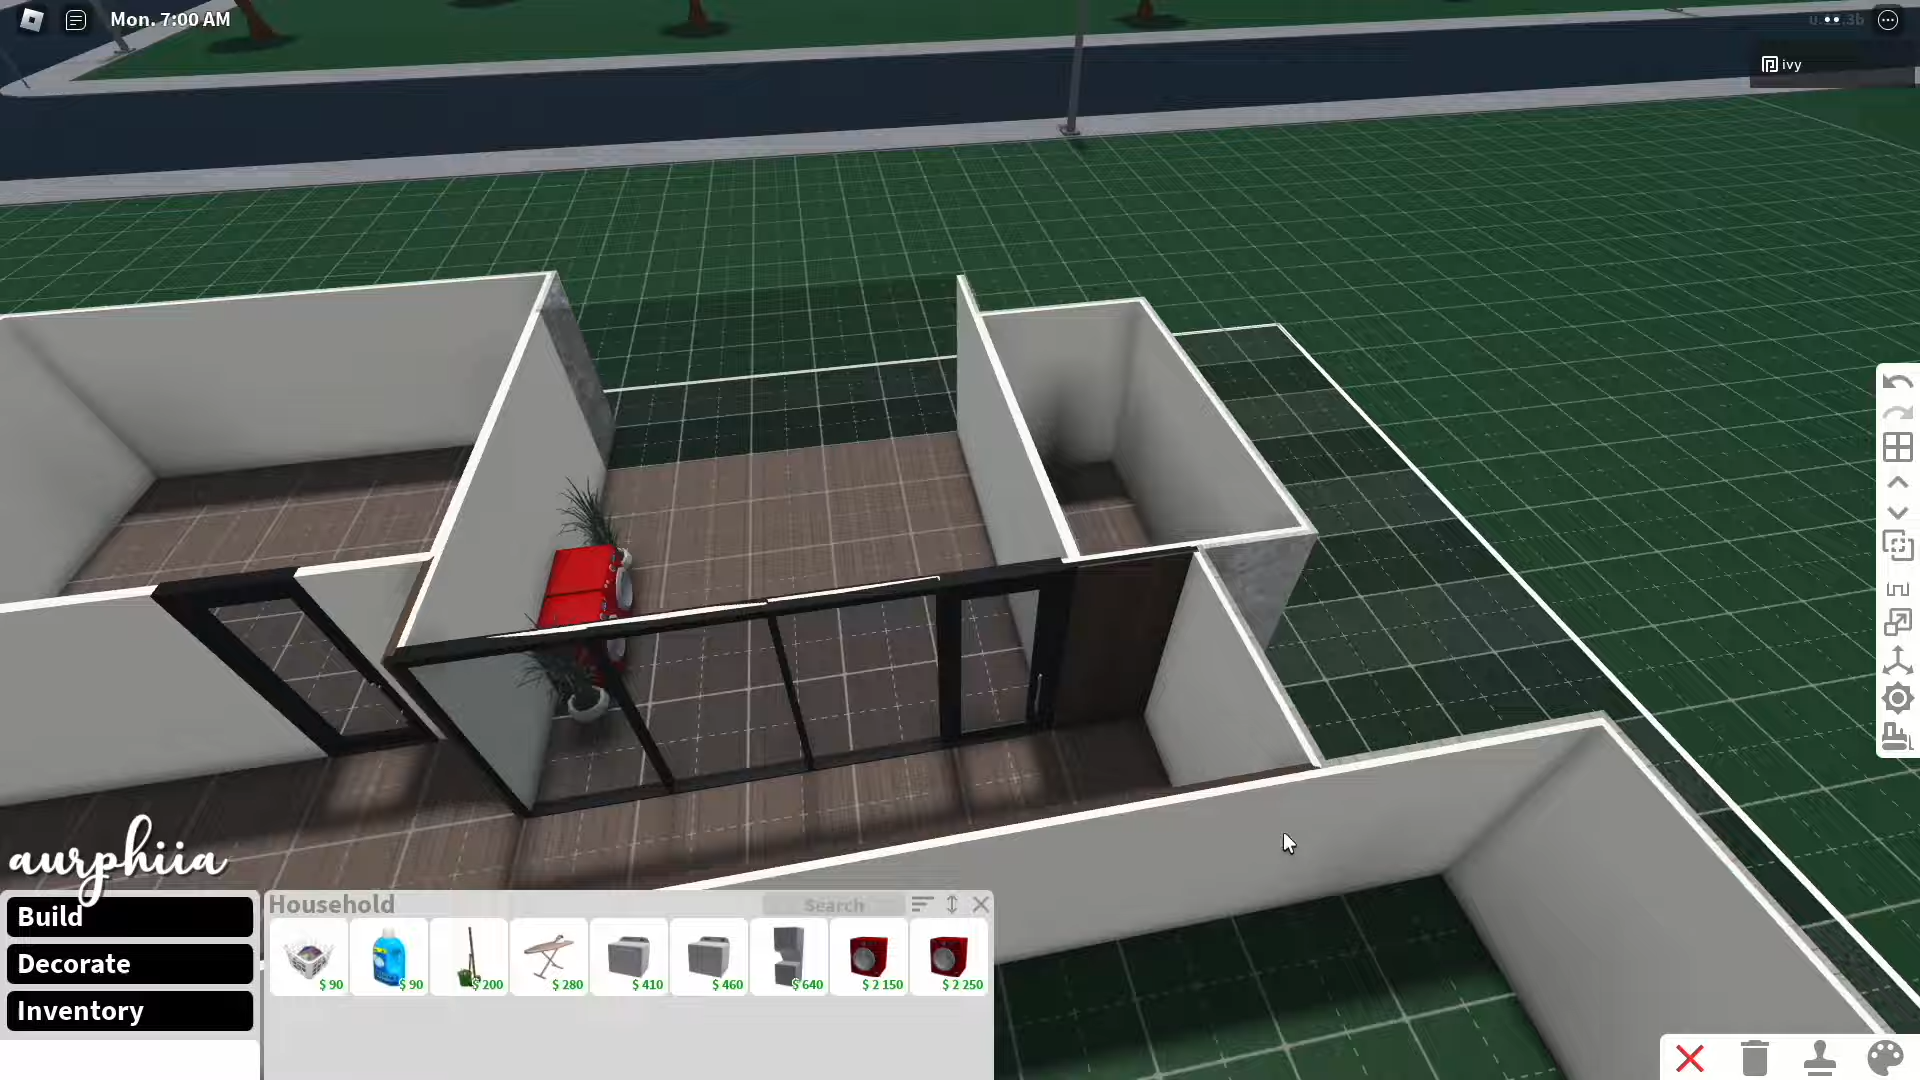 Mon. 7:00 AM
ivy
aurphiia
Build
Decorate
Inventory
Household
Search
$ 90
$ 90
$ 200
$ 280
$ 410
$ 460
$ 640
$ 2 150
$ 2 250